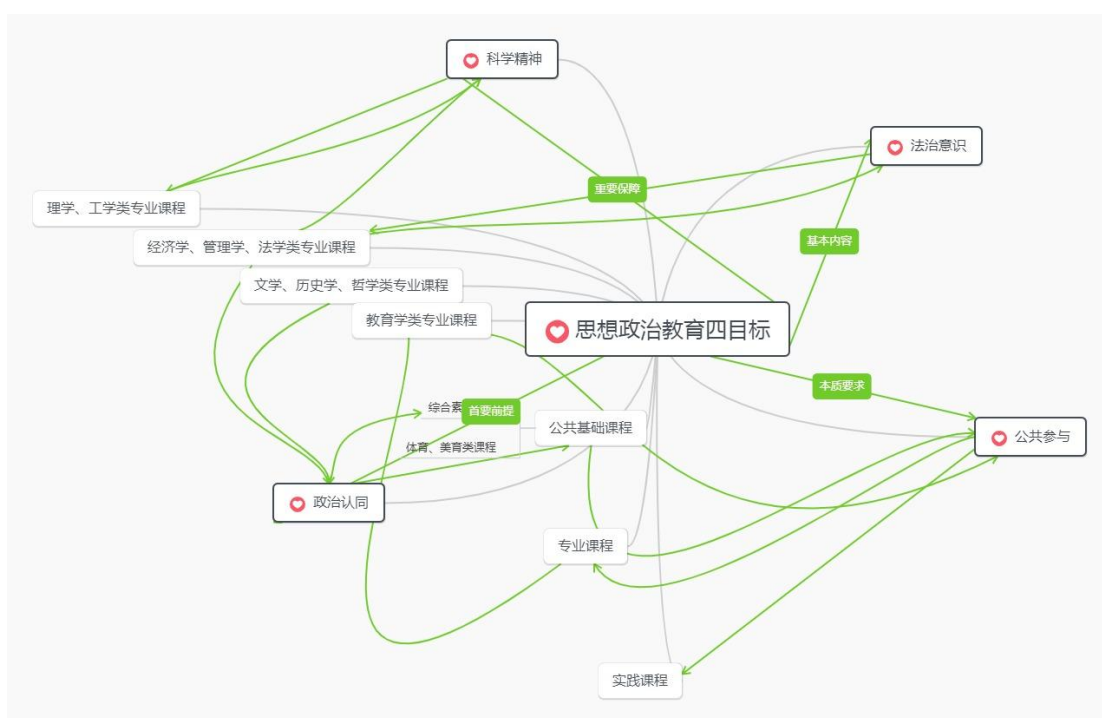 科学精神
法治意识
重要保障
理学、工学类专业课程
基本内容
经济学、管理学、法学类专业课程
文学、历史学、哲学类专业课程
教育学类专业课程
思想政治教育四目标
本质要求
综合素
首要前提
公共基础课程
公共参与
体育、美育类课程
政治认同
专业课程
实践课程